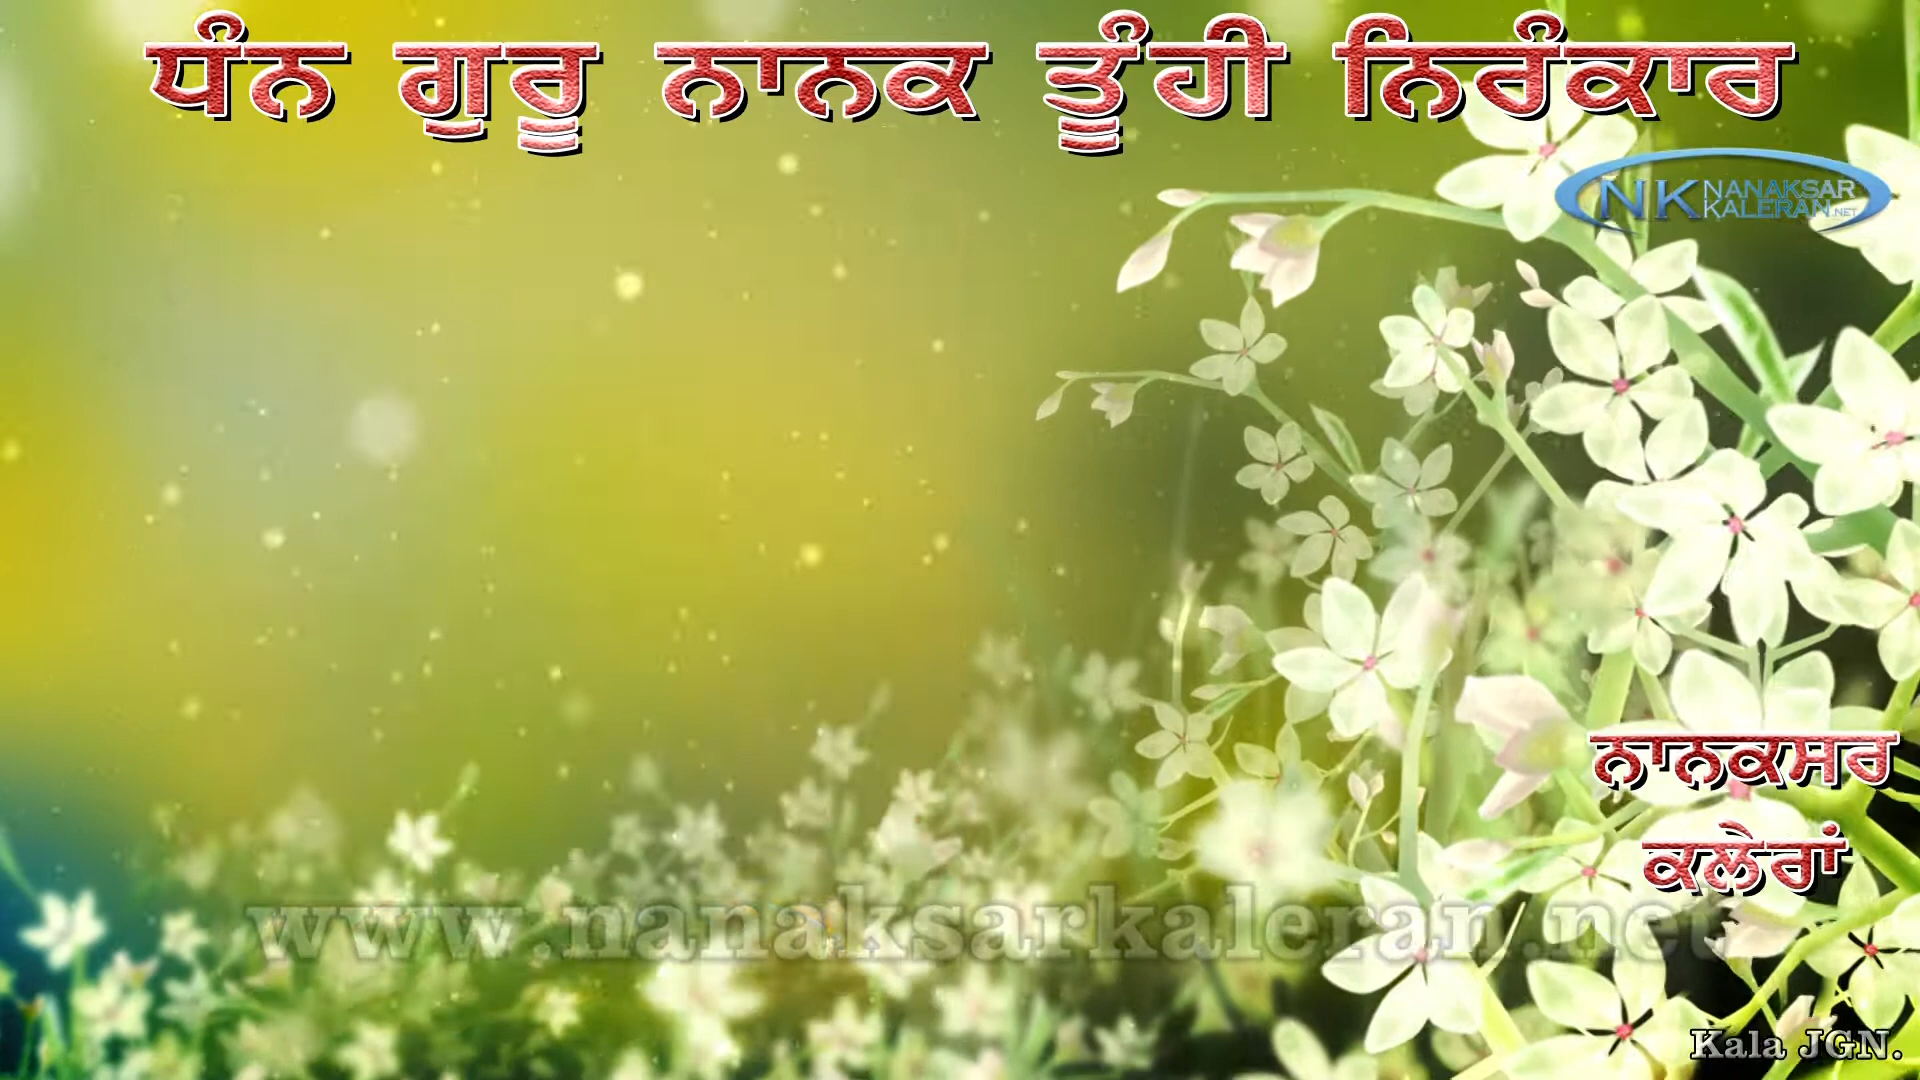 ਧੰਨ ਗੁਰੂ ਨਾਨਕ ਤੂੰਹੀ ਨਿਰੰਕਾਰ
NK NANAKSAR
KALERAN.NET
ਨਾਨਕਸਰ
ਕਲੇਰਾਂ
www.nanaksarkaleran.net
Kala JGN.